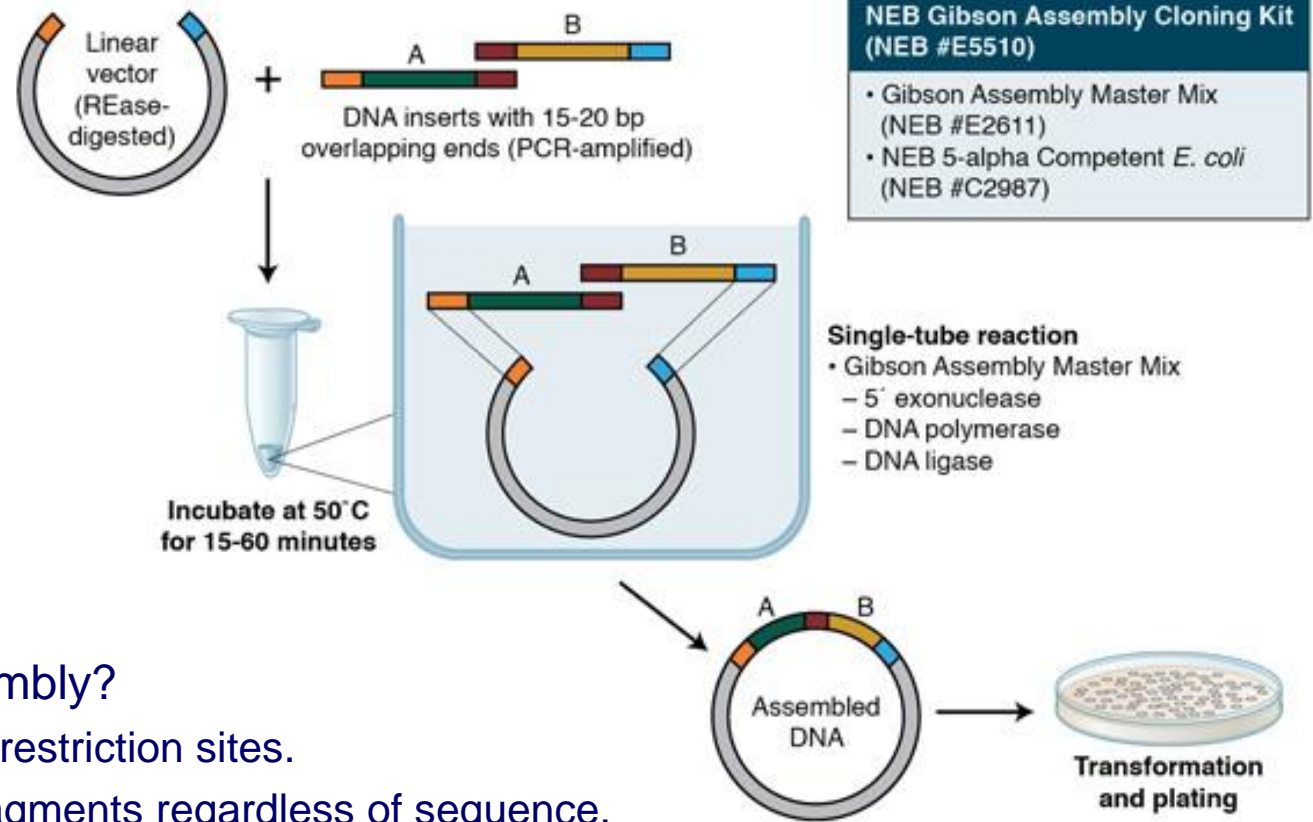 Linear
vector
(REase-
digested)
+
A
B
DNA inserts with 15-20 bp
overlapping ends (PCR-amplified)
NEB Gibson Assembly Cloning Kit
(NEB #E5510)
• Gibson Assembly Master Mix
(NEB #E2611)
• NEB 5-alpha Competent E. coli
(NEB #C2987)
A
B
Incubate at 50˚C
for 15-60 minutes
Single-tube reaction
• Gibson Assembly Master Mix
– 5´ exonuclease
– DNA polymerase
– DNA ligase
A
B
Assembled
DNA
Transformation
and plating
mbly?
restriction sites.
agments regardless of sequence.